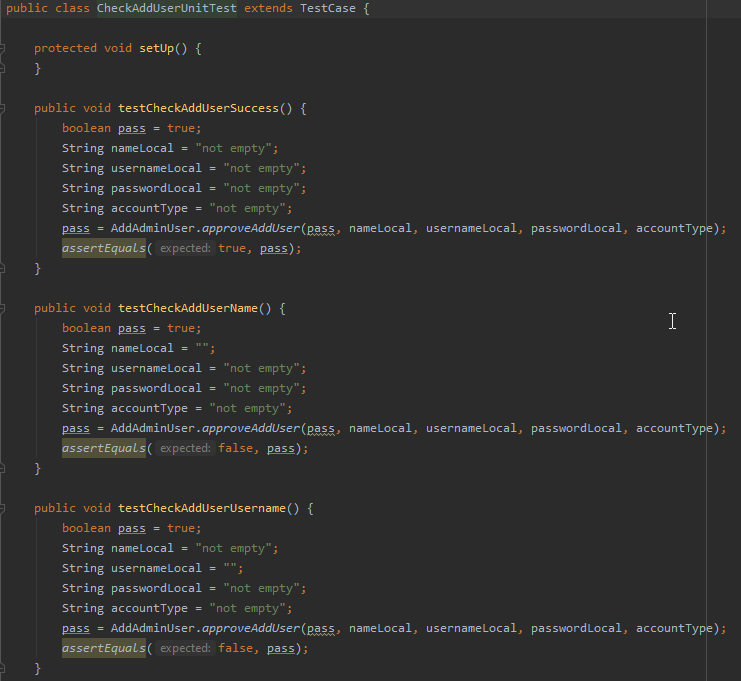 public class CheckAddUserUnitTest extends TestCase {
protected void setUp() {
}
public void testCheckAddUserSuccess() {
boolean pass = true;
String nameLocal = "not empty";
String usernameLocal = "not empty";
String passwordLocal = "not empty";
String accountType = "not empty";
pass = AddAdminUser.approveAddUser(pass, nameLocal, usernameLocal, passwordLocal, accountType);
assertEquals( expected: true, pass);
}
public void testCheckAddUserName() {
boolean pass = true;
String nameLocal = "";
String usernameLocal = "not empty";
String passwordLocal = "not empty";
String accountType = "not empty";
pass = AddAdminUser.approveAddUser(pass, nameLocal, usernameLocal, passwordLocal, accountType);
assertEquals( expected: false, pass);
}
public void testCheckAddUserUsername() {
boolean pass = true;
String nameLocal = "not empty";
String usernameLocal = "";
String passwordLocal = "not empty";
String accountType = "not empty";
pass = AddAdminUser.approveAddUser(pass, nameLocal, usernameLocal, passwordLocal, accountType);
assertEquals( expected: false, pass);
}